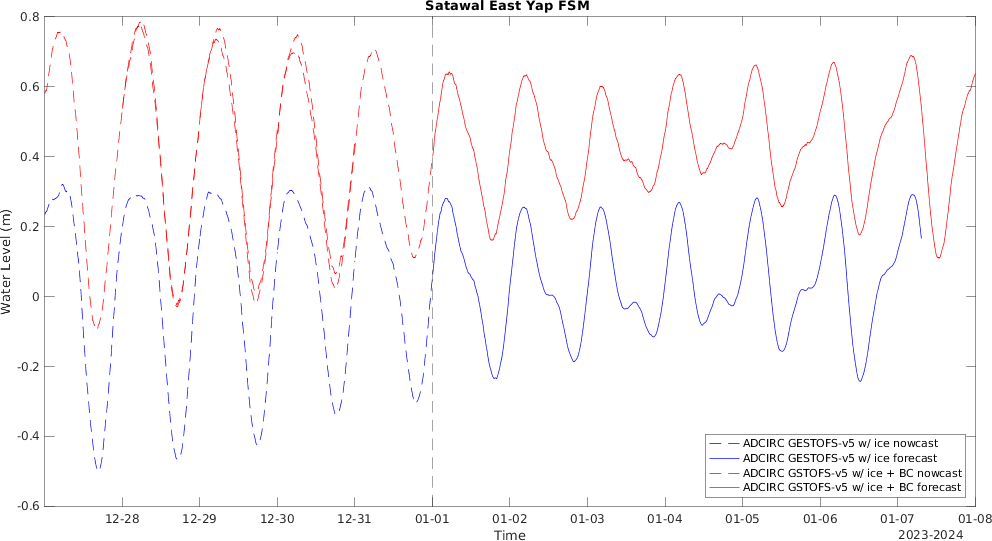 Satawal East Yap FSM
0.8
0.6
0.4
0.2
0
-0.2
-0.4
-0.6
Water Level (m)
ADCIRC GESTOFS-v5 w/ ice nowcast
ADCIRC GESTOFS-v5 w/ ice forecast
ADCIRC GSTOFS-v5 w/ ice + BC nowcast
ADCIRC GSTOFS-v5 w/ ice + BC forecast
12-28 12-29 12-30 12-31 01-01 01-02 01-03 01-04 01-05 01-06 01-07 01-08
Time
2023-2024